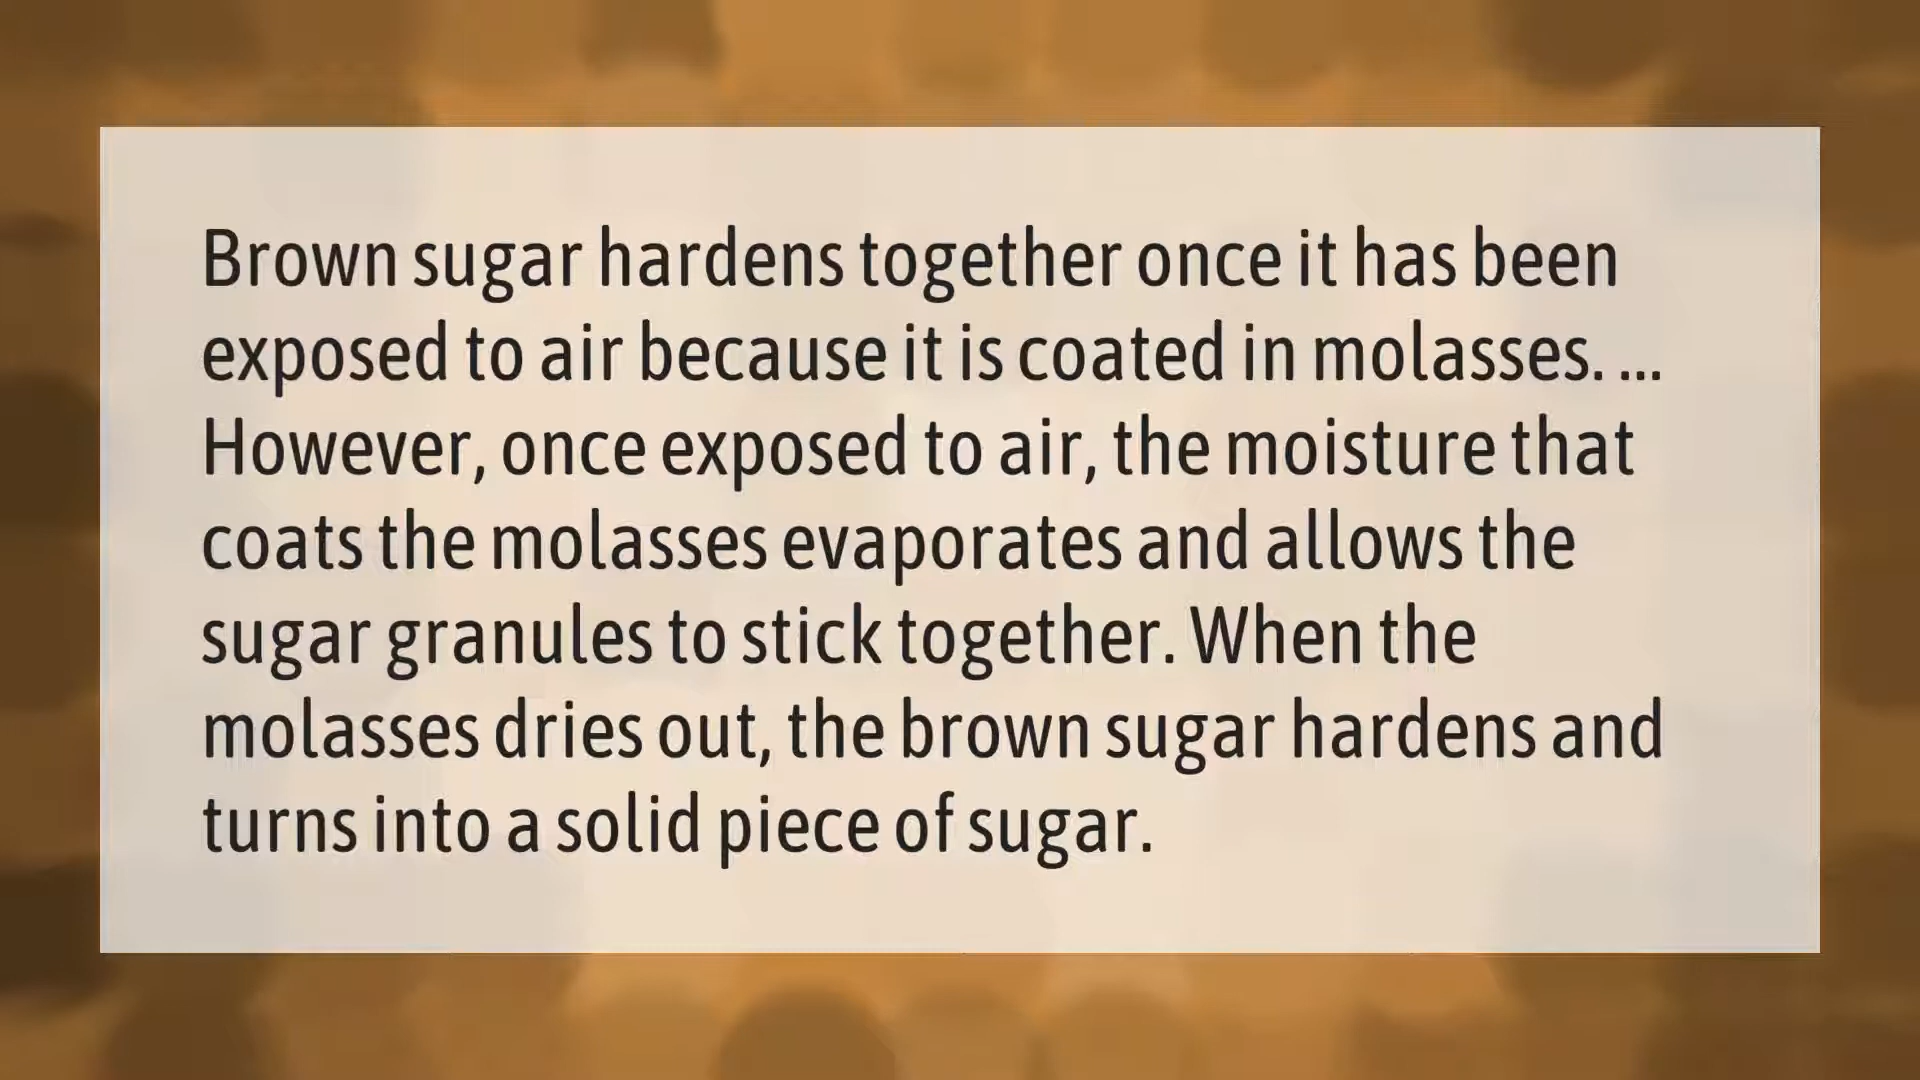 Brown sugar hardens together once it has been
exposed to air because it is coated in molasses. ...
However, once exposed to air, the moisture that
coats the molasses evaporates and allows the
sugar granules to stick together. When the
molasses dries out, the brown sugar hardens and
turns into a solid piece of sugar.